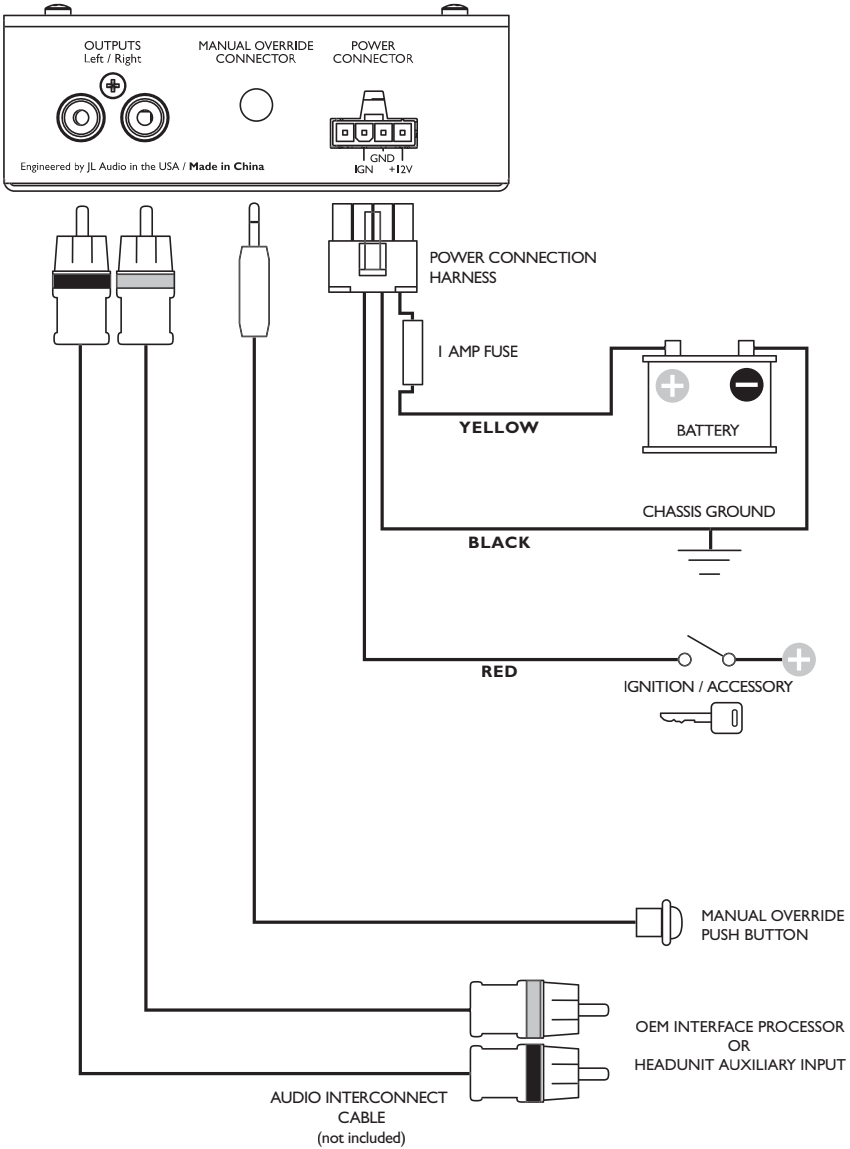 OUTPUTS
Left / Right
MANUAL OVERRIDE
CONNECTOR
POWER
CONNECTOR
GND
IGN
+12V
Engineered by JL Audio in the USA / Made in China
POWER CONNECTION
HARNESS
1 AMP FUSE
YELLOW
BATTERY
CHASSIS GROUND
BLACK
RED
IGNITION / ACCESSORY
MANUAL OVERRIDE
PUSH BUTTON
OEM INTERFACE PROCESSOR
OR
HEADUNIT AUXILIARY INPUT
AUDIO INTERCONNECT
CABLE
(not included)